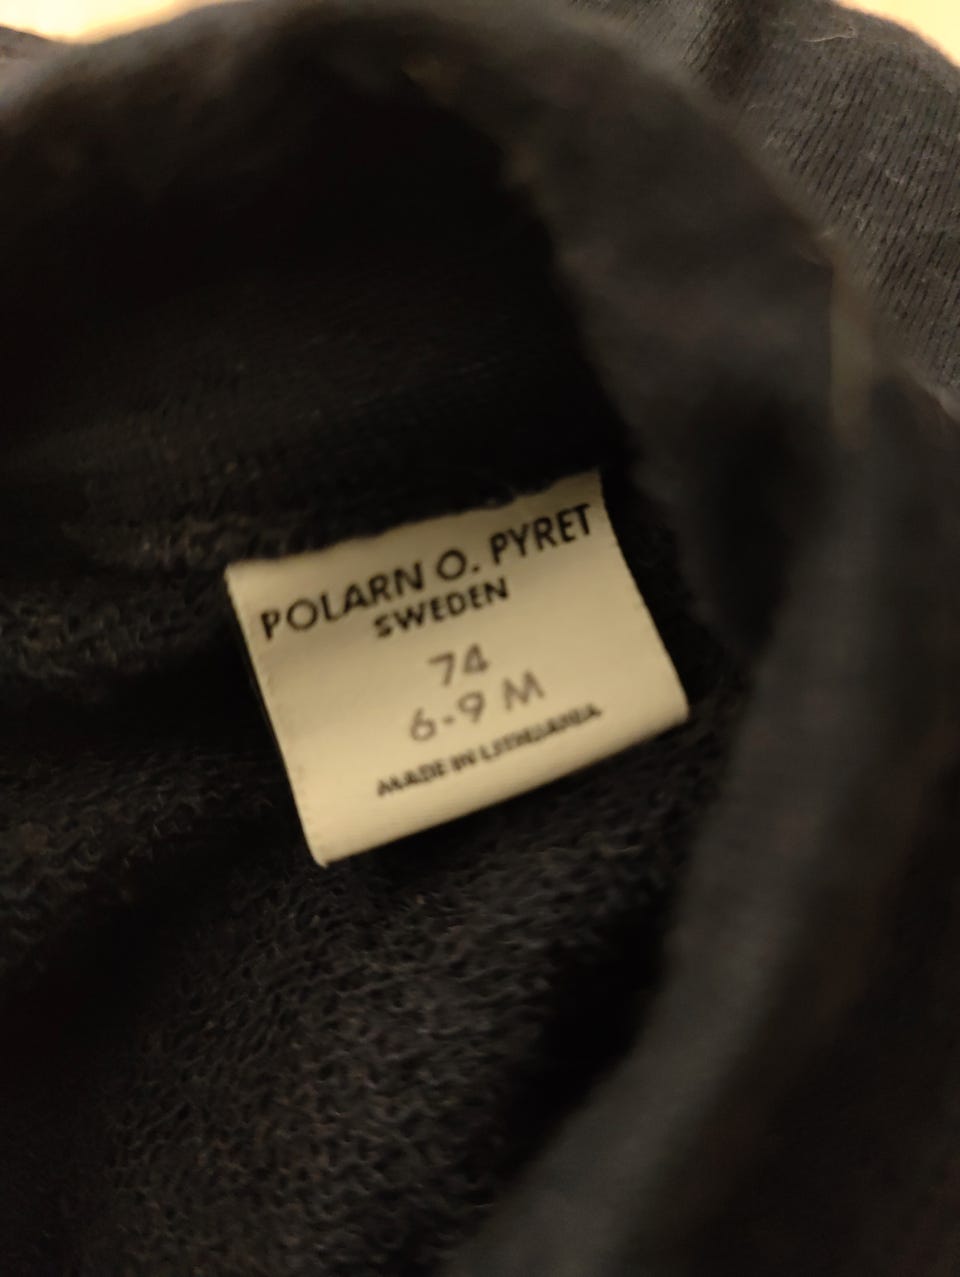 POLARN O. PYRET
SWEDEN
74
6-9 M
MADE IN LITHUANIA